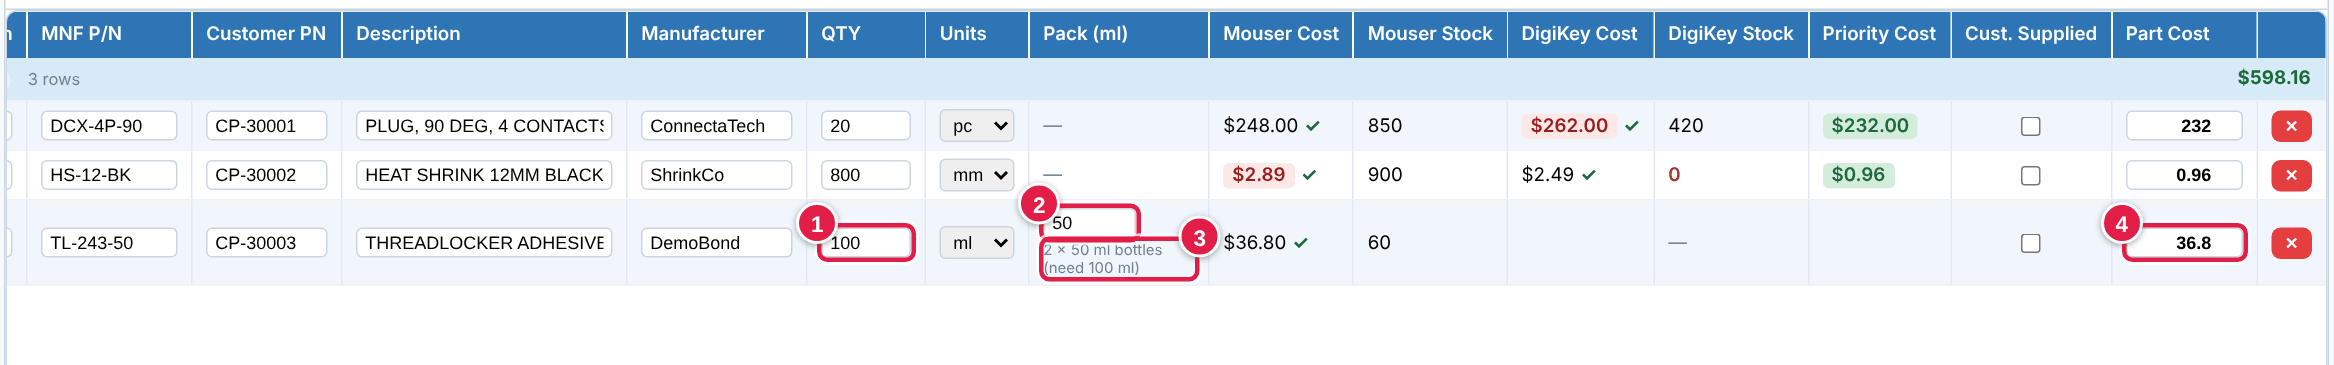 MNF P/N Customer PN Description Manufacturer QTY Units Pack (ml) Mouser Cost Mouser Stock DigiKey Cost DigiKey Stock Priority Cost Cust. Supplied Part Cost
3 rows $598.16
DCX-4P-90 CP-30001 PLUG, 90 DEG, 4 CONTACTS ConnectaTech 20 pc — $248.00 ✓ 850 $262.00 ✓ 420 $232.00 232 ×
HS-12-BK CP-30002 HEAT SHRINK 12MM BLACK ShrinkCo 800 mm — $2.89 ✓ 900 $2.49 ✓ 0 $0.96 0.96 ×
1 2 3 4
TL-243-50 CP-30003 THREADLOCKER ADHESIVE DemoBond 100 ml 50 $36.80 ✓ 60 — 36.8 ×
2 × 50 ml bottles
(need 100 ml)